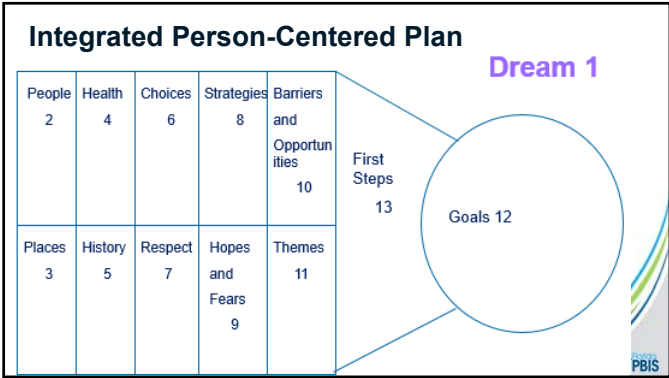 Integrated Person-Centered Plan
Dream 1
People
2
Health
4
Choices
6
Strategies
8
Barriers
and
Opportun
ities
10
Places
3
History
5
Respect
7
Hopes
and
Fears
9
Themes
11
First
Steps
13
Goals 12
Florida
PBIS